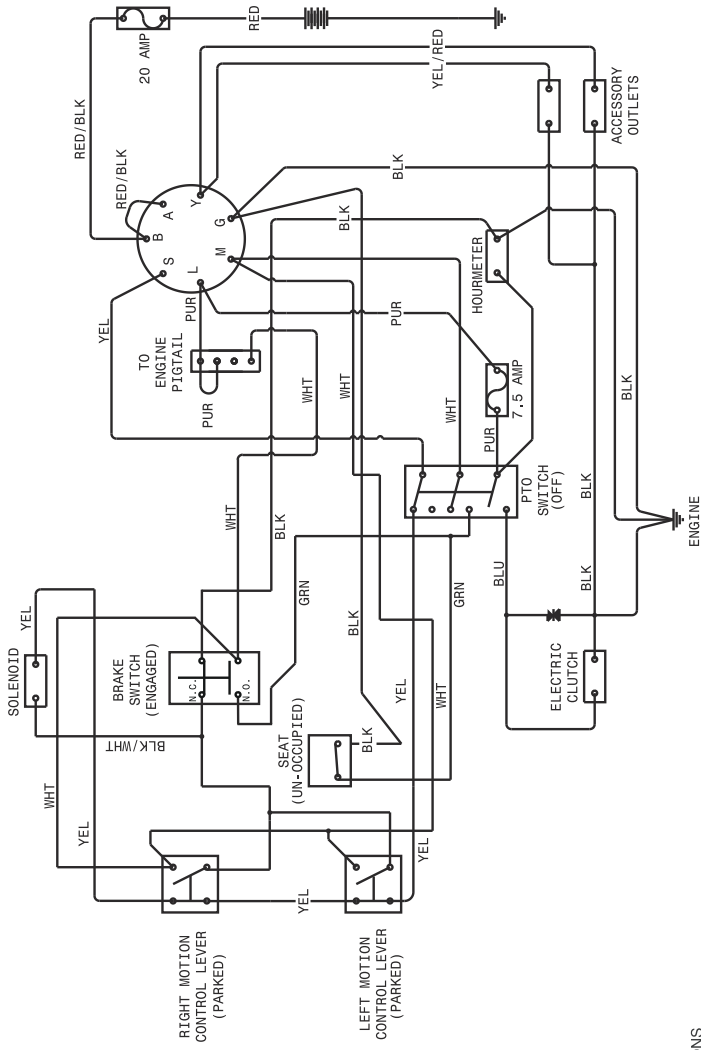 RED/BLK
20 AMP
RED
YEL/RED
ACCESSORY
OUTLETS
RED/BLK
B
A
Y
S
L
M
G
BLK
BLK
HOURMETER
YEL
PUR
TO
ENGINE
PIGTAIL
PUR
WHT
WHT
PUR
WHT
7.5 AMP
PUR
BLK
PTO
SWITCH
(OFF)
BLK
ENGINE
WHT
BLK
GRN
BLK
GRN
BLU
BLK
YEL
SOLENOID
BRAKE
SWITCH
(ENGAGED)
N.C.
N.O.
BLK/WHT
SEAT
(UN-OCCUPIED)
BLK
YEL
WHT
ELECTRIC
CLUTCH
WHT
YEL
YEL
YEL
RIGHT MOTION
CONTROL LEVER
(PARKED)
LEFT MOTION
CONTROL LEVER
(PARKED)
ONS